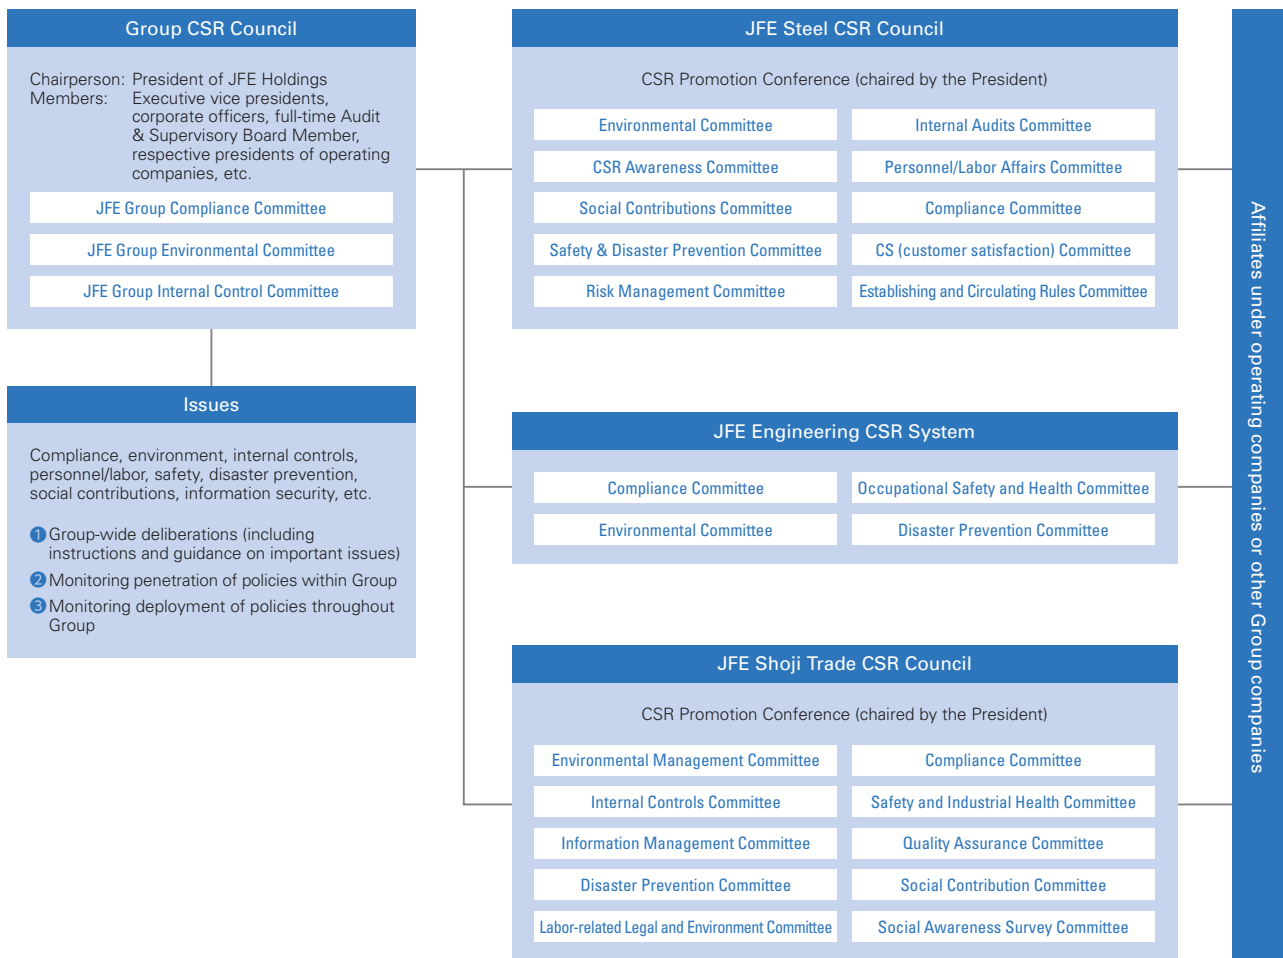 Group CSR Council
Chairperson: President of JFE Holdings
Members: Executive vice presidents,
corporate officers, full-time Audit
& Supervisory Board Member,
respective presidents of operating
companies, etc.
JFE Group Compliance Committee
JFE Group Environmental Committee
JFE Group Internal Control Committee
Issues
Compliance, environment, internal controls,
personnel/labor, safety, disaster prevention,
social contributions, information security, etc.
❶Group-wide deliberations (including
instructions and guidance on important issues)
❷Monitoring penetration of policies within Group
❸Monitoring deployment of policies throughout
Group
JFE Steel CSR Council
CSR Promotion Conference (chaired by the President)
Environmental Committee
Internal Audits Committee
CSR Awareness Committee
Personnel/Labor Affairs Committee
Social Contributions Committee
Compliance Committee
Safety & Disaster Prevention Committee
CS (customer satisfaction) Committee
Risk Management Committee
Establishing and Circulating Rules Committee
JFE Engineering CSR System
Compliance Committee
Occupational Safety and Health Committee
Environmental Committee
Disaster Prevention Committee
JFE Shoji Trade CSR Council
CSR Promotion Conference (chaired by the President)
Environmental Management Committee
Compliance Committee
Internal Controls Committee
Safety and Industrial Health Committee
Information Management Committee
Quality Assurance Committee
Disaster Prevention Committee
Social Contribution Committee
Labor-related Legal and Environment Committee
Social Awareness Survey Committee
Affiliates under operating companies or other Group companies